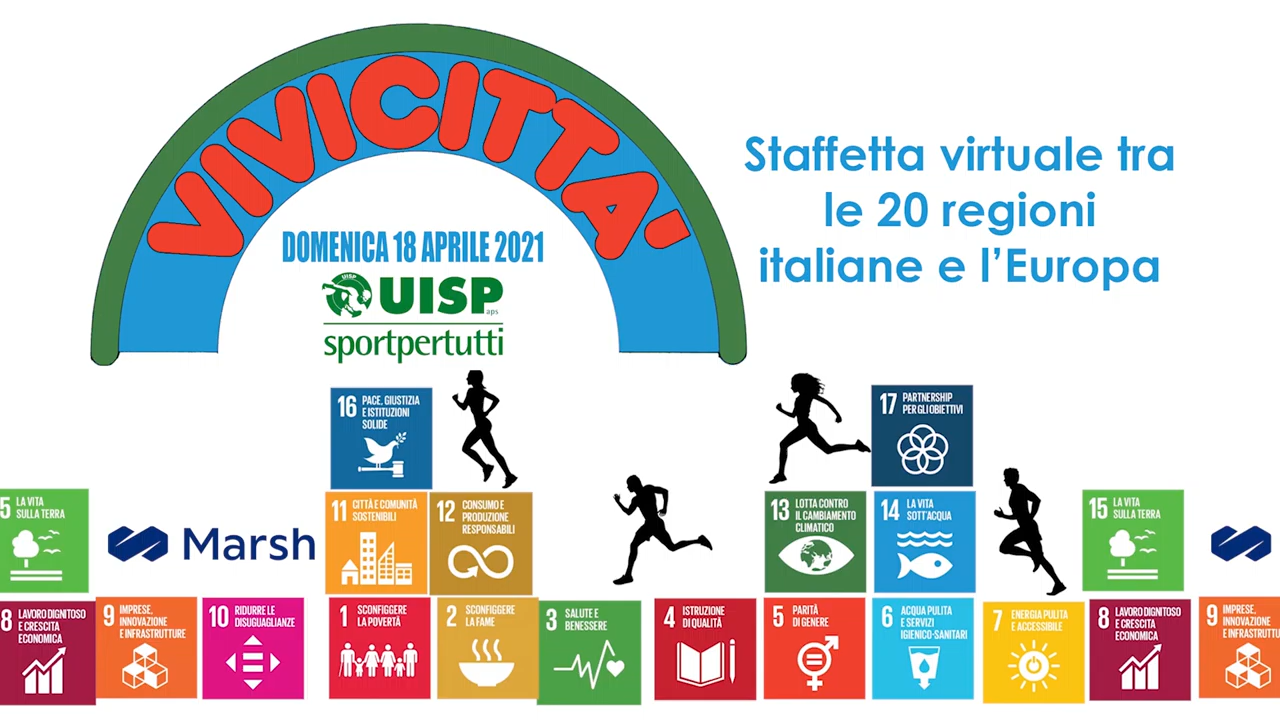 VIVICITTA'
DOMENICA 18 APRILE 2021
UISP
UISP
aps
sportpertutti
Staffetta virtuale tra
le 20 regioni
italiane e l'Europa
16 PACE, GIUSTIZIA
E ISTITUZIONI
SOLIDE
17 PARTNERSHIP
PER GLI OBIETTIVI
5 LA VITA
SULLA TERRA
Marsh
11 CITTÀ E COMUNITÀ
SOSTENIBILI
12 CONSUMO E
PRODUZIONE
RESPONSABILI
13 LOTTA CONTRO
IL CAMBIAMENTO
CLIMATICO
14 LA VITA
SOTT'ACQUA
15 LA VITA
SULLA TERRA
8 LAVORO DIGNITOSO
E CRESCITA
ECONOMICA
9 IMPRESE,
INNOVAZIONE
E INFRASTRUTTURE
10 RIDURRE LE
DISUGUAGLIANZE
1 SCONFIGGERE
LA POVERTÀ
2 SCONFIGGERE
LA FAME
3 SALUTE E
BENESSERE
4 ISTRUZIONE
DI QUALITÀ
5 PARITÀ
DI GENERE
6 ACQUA PULITA
E SERVIZI
IGIENICO-SANITARI
7 ENERGIA PULITA
E ACCESSIBILE
8 LAVORO DIGNITOSO
E CRESCITA
ECONOMICA
9 IMPRESE,
INNOVAZIONE
E INFRASTRUTTU